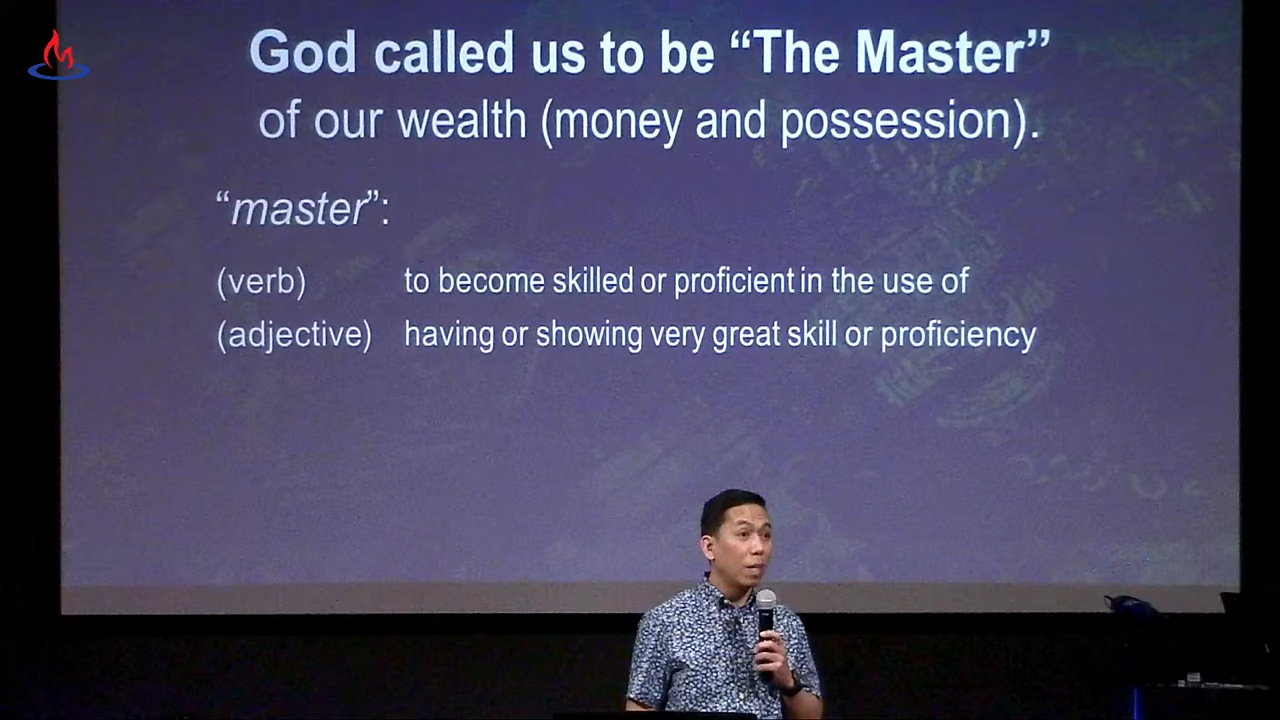 God called us to be “The Master”
of our wealth (money and possession).
“master”:
(verb) to become skilled or proficient in the use of
(adjective) having or showing very great skill or proficiency